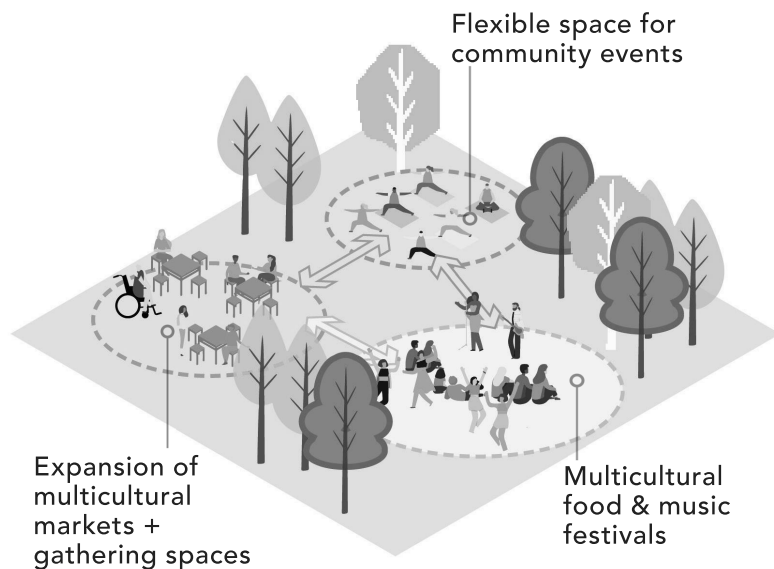 Flexible space for
community events
Expansion of
multicultural
markets +
gathering spaces
Multicultural
food & music
festivals